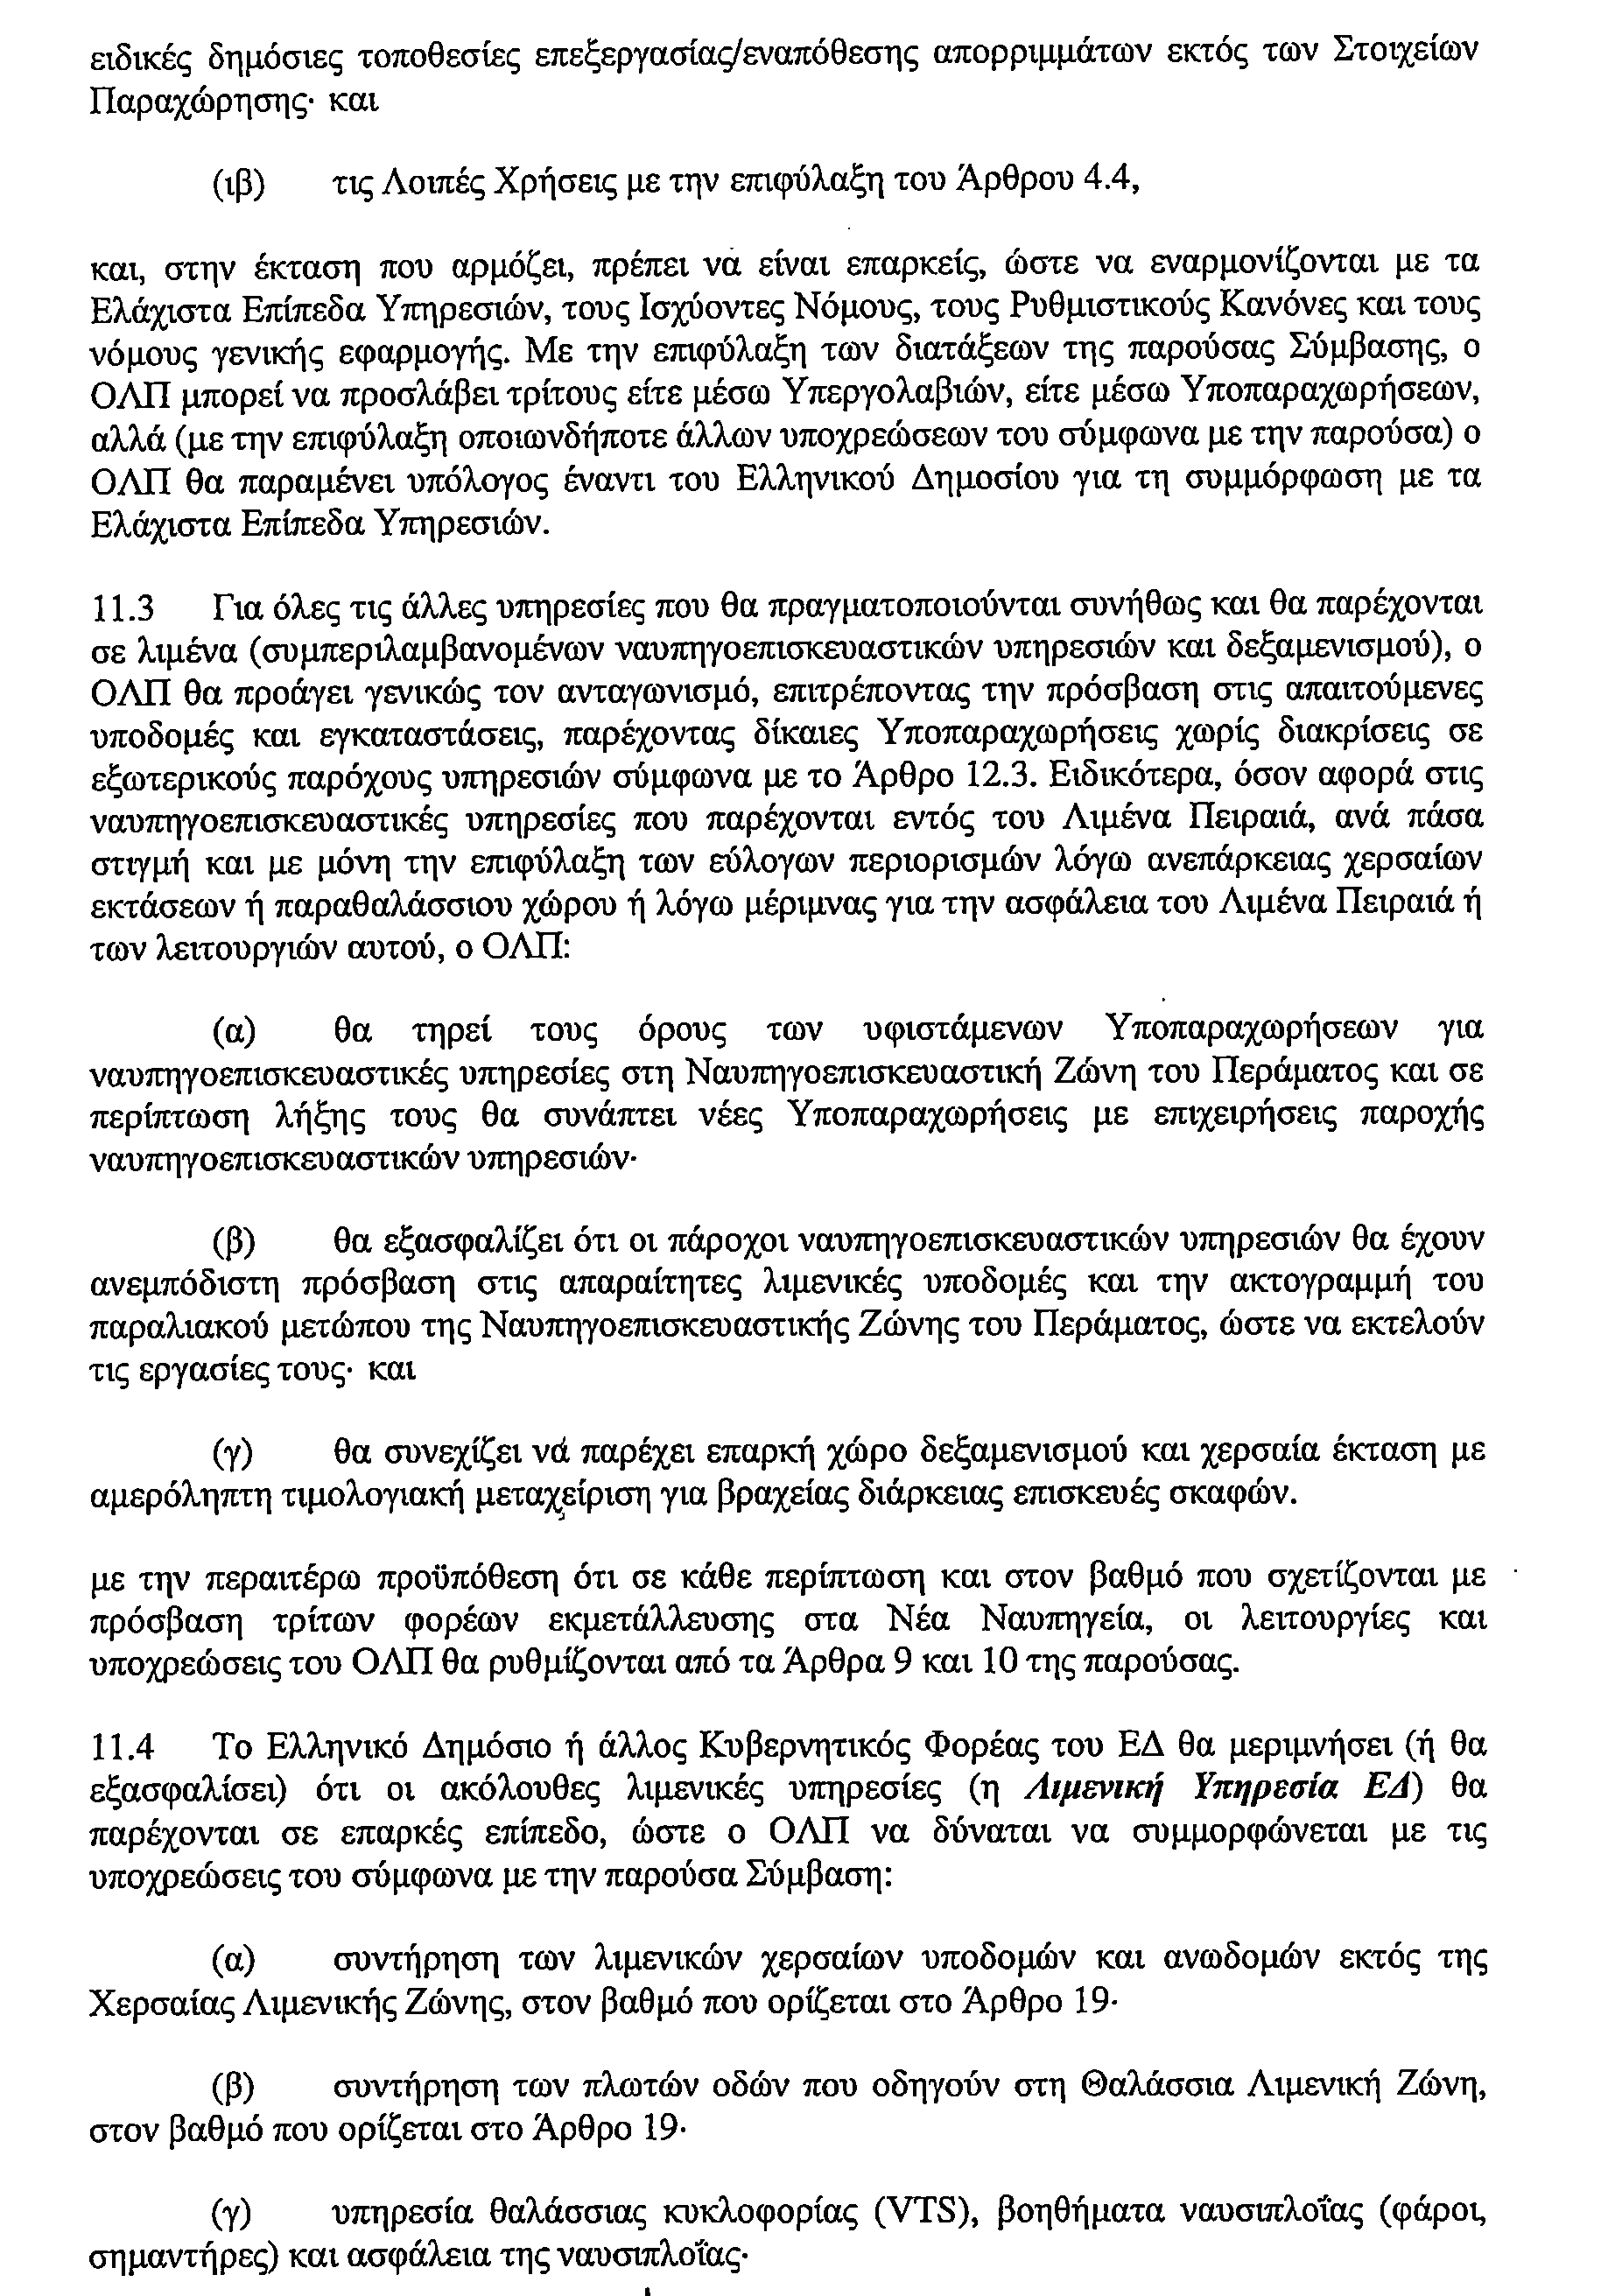 ειδικές δημόσιες τοποθεσίες επεξεργασίας/εναπόθεσης απορριμμάτων εκτός των Στοιχείων
Παραχώρησης· και
(ιβ) τις Λοιπές Χρήσεις με την επιφύλαξη του Άρθρου 4.4,
και, στην έκταση που αρμόζει, πρέπει να είναι επαρκείς, ώστε να εναρμονίζονται με τα
Ελάχιστα Επίπεδα Υπηρεσιών, τους Ισχύοντες Νόμους, τους Ρυθμιστικούς Κανόνες και τους
νόμους γενικής εφαρμογής. Με την επιφύλαξη των διατάξεων της παρούσας Σύμβασης, ο
ΟΛΠ μπορεί να προσλάβει τρίτους είτε μέσω Υπεργολαβιών, είτε μέσω Υποπαραχωρήσεων,
αλλά (με την επιφύλαξη οποιωνδήποτε άλλων υποχρεώσεων του σύμφωνα με την παρούσα) ο
ΟΛΠ θα παραμένει υπόλογος έναντι του Ελληνικού Δημοσίου για τη συμμόρφωση με τα
Ελάχιστα Επίπεδα Υπηρεσιών.
11.3 Για όλες τις άλλες υπηρεσίες που θα πραγματοποιούνται συνήθως και θα παρέχονται
σε λιμένα (συμπεριλαμβανομένων ναυπηγοεπισκευαστικών υπηρεσιών και δεξαμενισμού), ο
ΟΛΠ θα προάγει γενικώς τον ανταγωνισμό, επιτρέποντας την πρόσβαση στις απαιτούμενες
υποδομές και εγκαταστάσεις, παρέχοντας δίκαιες Υποπαραχωρήσεις χωρίς διακρίσεις σε
εξωτερικούς παρόχους υπηρεσιών σύμφωνα με το Άρθρο 12.3. Ειδικότερα, όσον αφορά στις
ναυπηγοεπισκευαστικές υπηρεσίες που παρέχονται εντός του Λιμένα Πειραιά, ανά πάσα
στιγμή και με μόνη την επιφύλαξη των εύλογων περιορισμών λόγω ανεπάρκειας χερσαίων
εκτάσεων ή παραθαλάσσιου χώρου ή λόγω μέριμνας για την ασφάλεια του Λιμένα Πειραιά ή
των λειτουργιών αυτού, ο ΟΛΠ:
(α) θα τηρεί τους όρους των υφιστάμενων Υποπαραχωρήσεων για
ναυπηγοεπισκευαστικές υπηρεσίες στη Ναυπηγοεπισκευαστική Ζώνη του Περάματος και σε
περίπτωση λήξης τους θα συνάπτει νέες Υποπαραχωρήσεις με επιχειρήσεις παροχής
ναυπηγοεπισκευαστικών υπηρεσιών·
(β) θα εξασφαλίζει ότι οι πάροχοι ναυπηγοεπισκευαστικών υπηρεσιών θα έχουν
ανεμπόδιστη πρόσβαση στις απαραίτητες λιμενικές υποδομές και την ακτογραμμή του
παραλιακού μετώπου της Ναυπηγοεπισκευαστικής Ζώνης του Περάματος, ώστε να εκτελούν
τις εργασίες τους· και
(γ) θα συνεχίζει νά παρέχει επαρκή χώρο δεξαμενισμού και χερσαία έκταση με
αμερόληπτη τιμολογιακή μεταχείριση για βραχείας διάρκειας επισκευές σκαφών.
με την περαιτέρω προϋπόθεση ότι σε κάθε περίπτωση και στον βαθμό που σχετίζονται με
πρόσβαση τρίτων φορέων εκμετάλλευσης στα Νέα Ναυπηγεία, οι λειτουργίες και
υποχρεώσεις του ΟΛΠ θα ρυθμίζονται από τα Άρθρα 9 και 10 της παρούσας.
11.4 Το Ελληνικό Δημόσιο ή άλλος Κυβερνητικός Φορέας του ΕΔ θα μεριμνήσει (ή θα
εξασφαλίσει) ότι οι ακόλουθες λιμενικές υπηρεσίες (η Λιμενική Υπηρεσία ΕΔ) θα
παρέχονται σε επαρκές επίπεδο, ώστε ο ΟΛΠ να δύναται να συμμορφώνεται με τις
υποχρεώσεις του σύμφωνα με την παρούσα Σύμβαση:
(α) συντήρηση των λιμενικών χερσαίων υποδομών και ανωδομών εκτός της
Χερσαίας Λιμενικής Ζώνης, στον βαθμό που ορίζεται στο Άρθρο 19·
(β) συντήρηση των πλωτών οδών που οδηγούν στη Θαλάσσια Λιμενική Ζώνη,
στον βαθμό που ορίζεται στο Άρθρο 19·
(γ) υπηρεσία θαλάσσιας κυκλοφορίας (VTS), βοηθήματα ναυσιπλοΐας (φάροι,
σημαντήρες) και ασφάλεια της ναυσιπλοΐας·